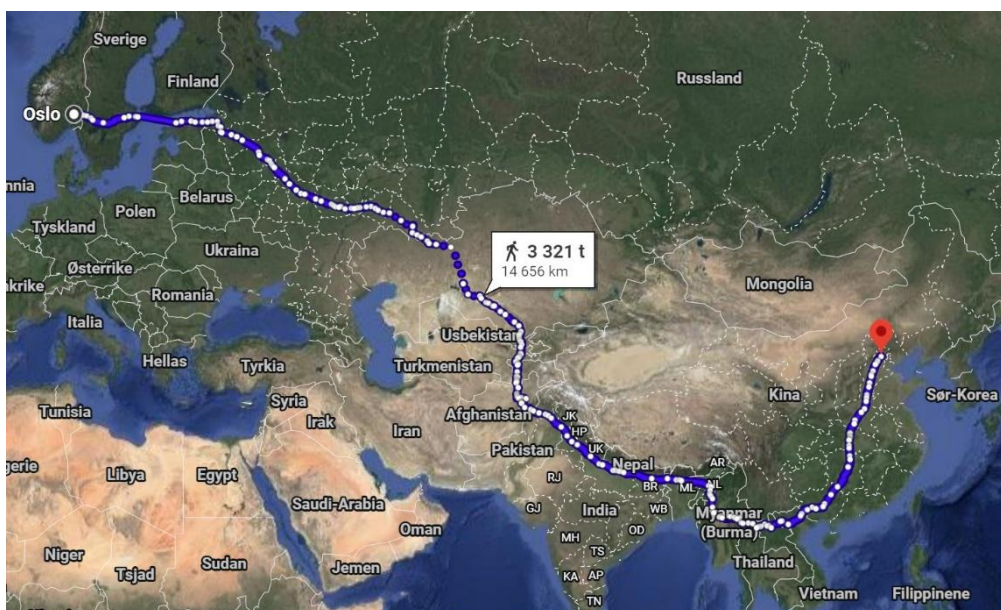 Sverige
Finland
Russland
Oslo
nnia
Polen
Belarus
Tyskland
Ukraina
Østerrike
nkrike
Romania
Italia
Hellas
Tyrkia
Tunisia
Syria
Irak
Iran
gerie
Libya
Egypt
Saudi-Arabia
Oman
Niger
Tsjad
Sudan
Jemen
3 321 t
14 656 km
Mongolia
Usbekistan
Turkmenistan
Kina
Sør-Korea
Afghanistan
JK
HP
Pakistan
UK
Nepal
AR
RJ
BR
ML
NL
GJ
India
WB
Myanmar
(Burma)
OD
MH
TS
Thailand
KA
AP
TN
Vietnam
Filippinene